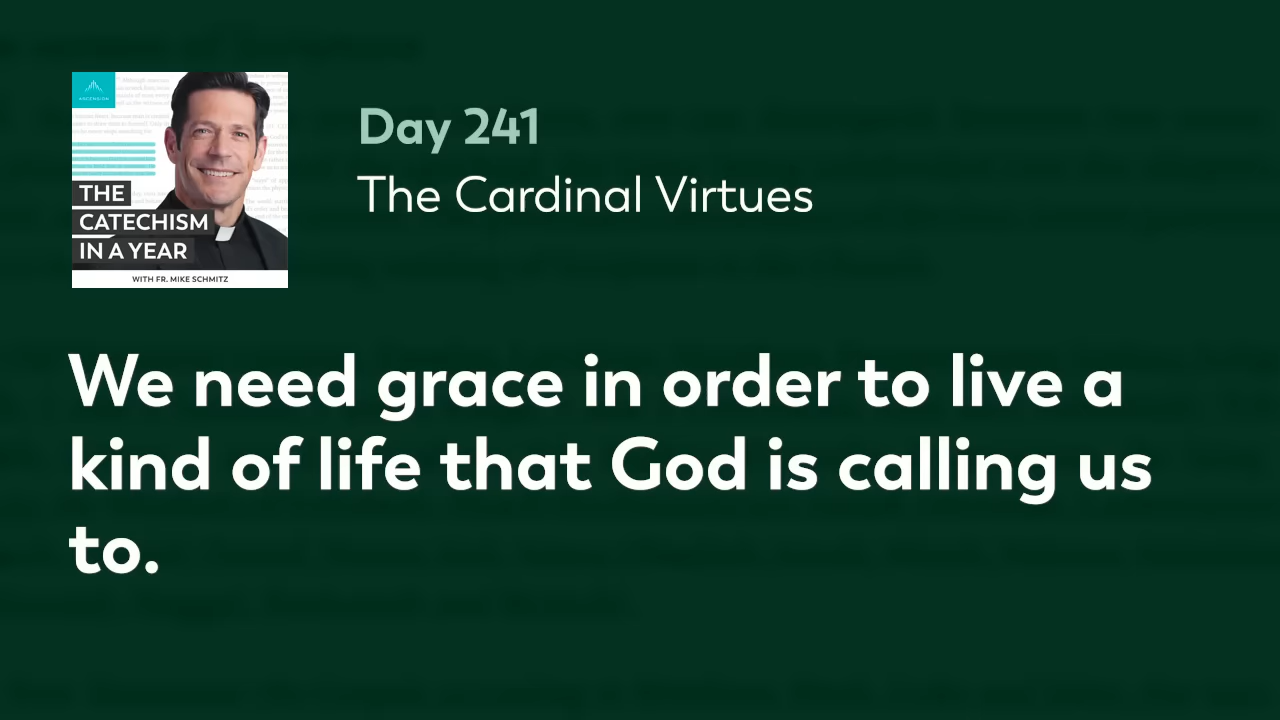 ASCENSION
THE
CATECHISM
IN A YEAR
WITH FR. MIKE SCHMITZ
Day 241
The Cardinal Virtues
We need grace in order to live a
kind of life that God is calling us
to.